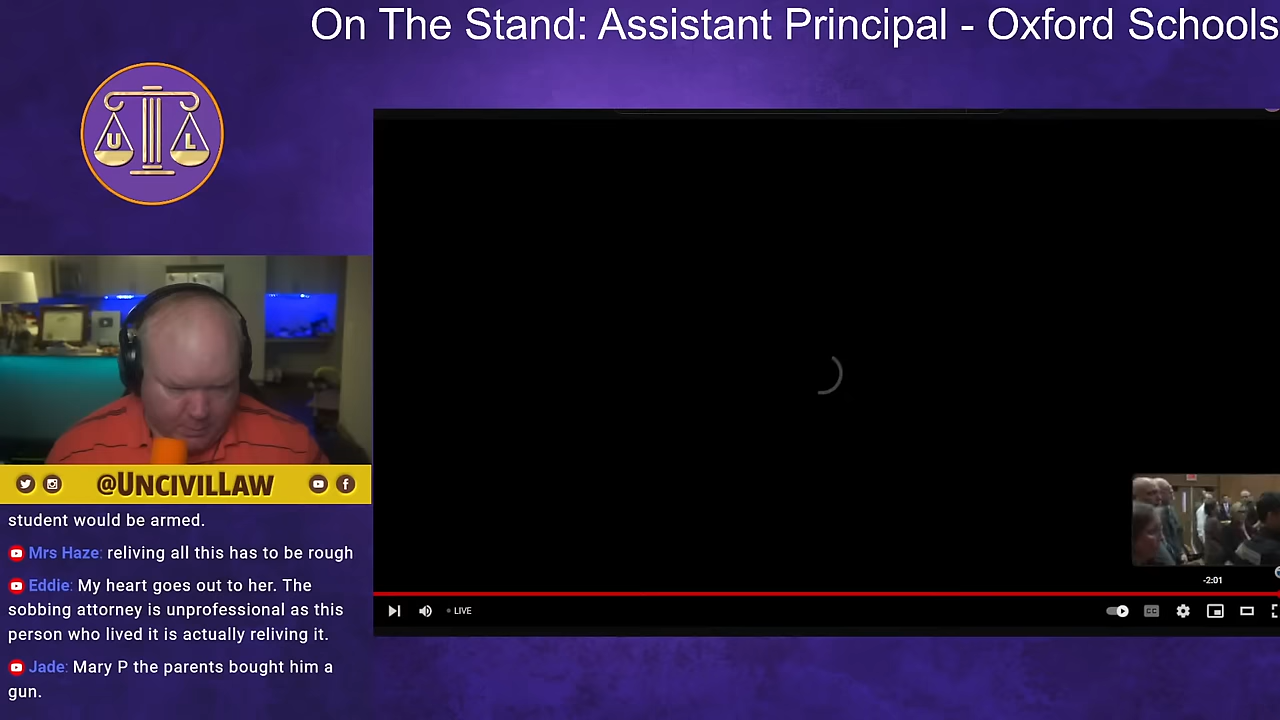 On The Stand: Assistant Principal - Oxford Schools
U L
@UNCIVILLAW
student would be armed.
Mrs Haze: reliving all this has to be rough
Eddie: My heart goes out to her. The
sobbing attorney is unprofessional as this
person who lived it is actually reliving it.
Jade: Mary P the parents bought him a
gun.
-2:01
LIVE
CC